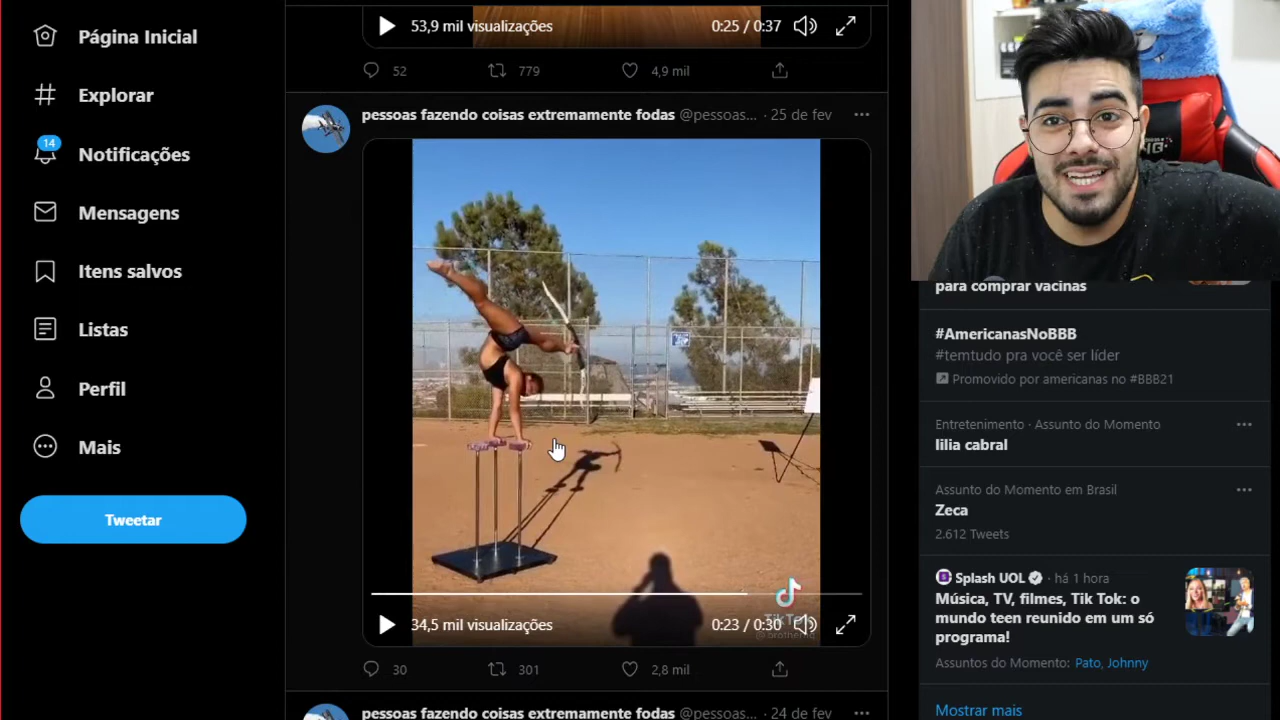 Página Inicial
Explorar
14
Notificações
Mensagens
Itens salvos
Listas
Perfil
Mais
Tweetar
53,9 mil visualizações
0:25 / 0:37
52
779
4,9 mil
pessoas fazendo coisas extremamente fodas @pessoas... · 25 de fev
34,5 mil visualizações
0:23 / 0:30
TikTok
30
301
2,8 mil
pessoas fazendo coisas extremamente fodas @pessoas... · 24 de fev
para comprar vacinas
#AmericanasNoBBB
#temtudo pra você ser líder
Promovido por americanas no #BBB21
Entretenimento · Assunto do Momento
lilia cabral
Assunto do Momento em Brasil
Zeca
2.612 Tweets
Splash UOL · há 1 hora
Música, TV, filmes, Tik Tok: o
mundo teen reunido em um só
programa!
Assuntos do Momento: Pato, Johnny
Mostrar mais